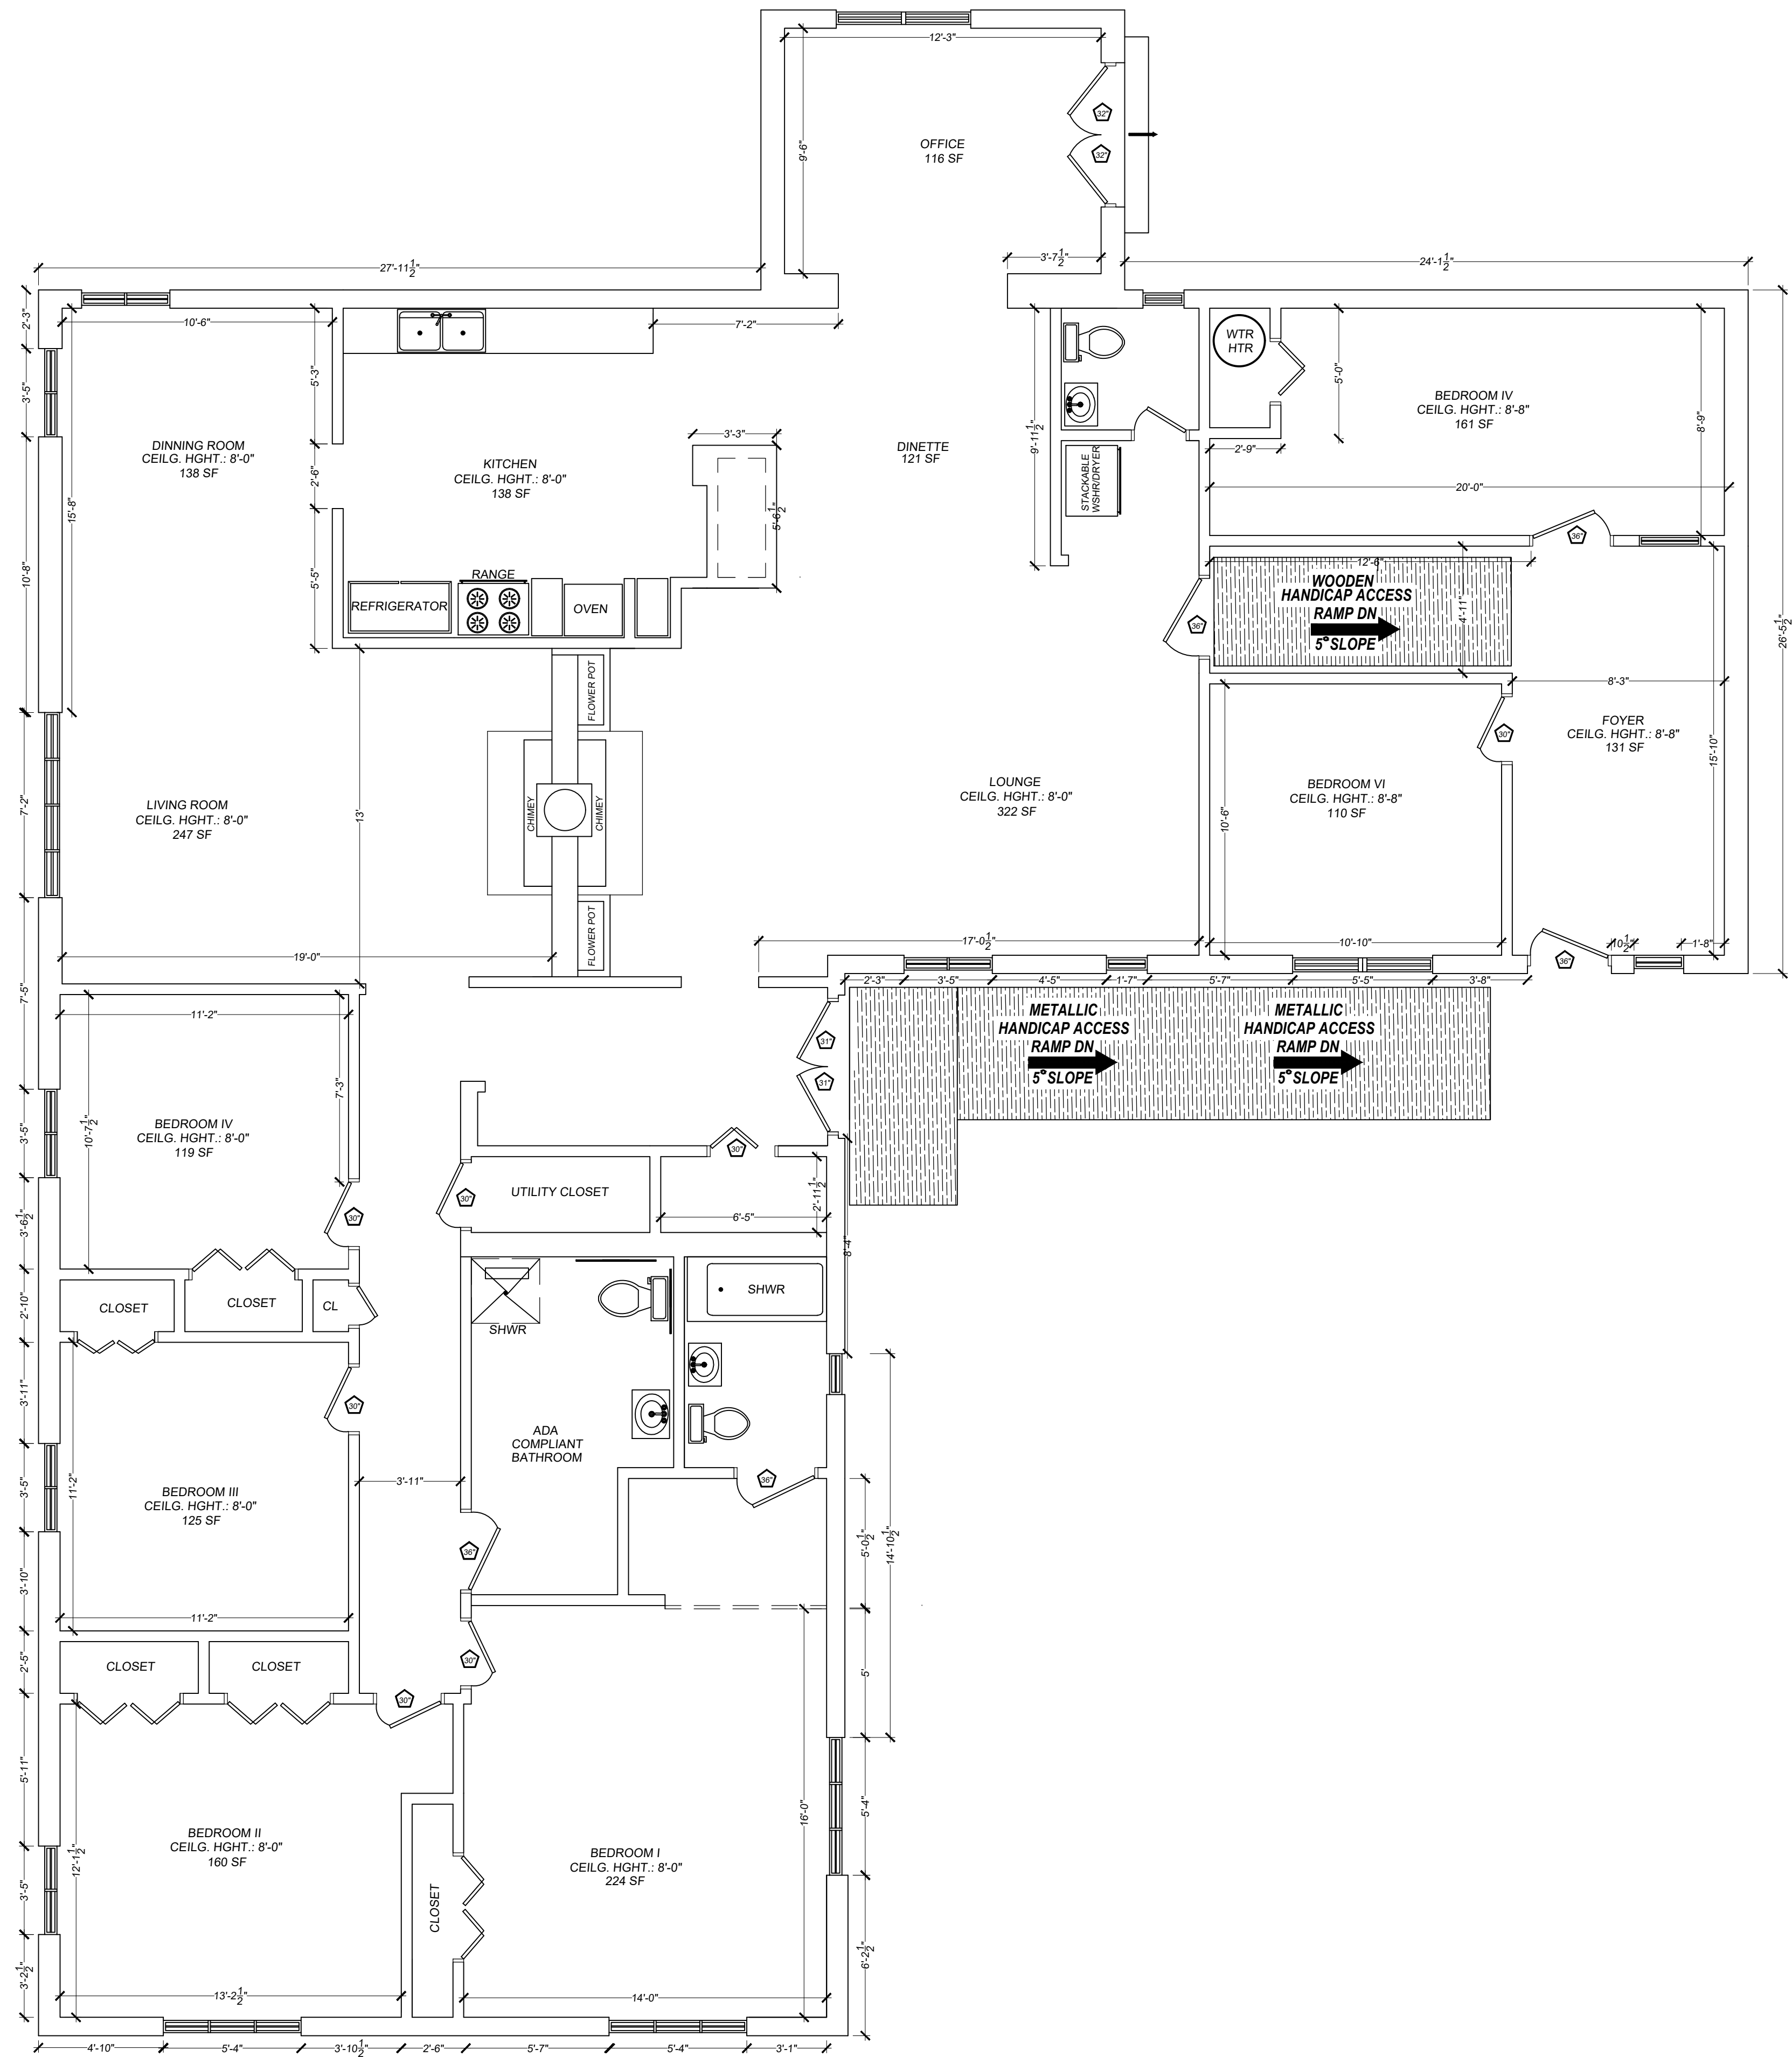 12'-3"
32"
OFFICE
116 SF
9'-6"
32"
27'-11 1/2"
3'-7 1/2"
24'-1 1/2"
2'-3"
10'-6"
7'-2"
WTR
HTR
3'-5"
5'-3"
5'-0"
BEDROOM IV
CEILG. HGHT.: 8'-8"
161 SF
8'-9"
DINNING ROOM
CEILG. HGHT.: 8'-0"
138 SF
3'-3"
DINETTE
121 SF
9'-11 1/2"
2'-9"
KITCHEN
CEILG. HGHT.: 8'-0"
138 SF
2'-6"
STACKABLE
WSHR/DRYER
20'-0"
15'-8"
5'-6 1/2"
36"
10'-8"
5'-5"
RANGE
REFRIGERATOR
OVEN
12'-6"
WOODEN
HANDICAP ACCESS
RAMP DN
5° SLOPE
4'-11"
36"
26'-5 1/2"
FLOWER POT
8'-3"
FOYER
CEILG. HGHT.: 8'-8"
131 SF
30"
15'-10"
LIVING ROOM
CEILG. HGHT.: 8'-0"
247 SF
7'-2"
13'
CHIMEY
CHIMEY
LOUNGE
CEILG. HGHT.: 8'-0"
322 SF
BEDROOM VI
CEILG. HGHT.: 8'-8"
110 SF
10'-6"
FLOWER POT
19'-0"
17'-0 1/2"
10'-10"
10 1/2"
1'-8"
36"
7'-5"
2'-3"
3'-5"
4'-5"
1'-7"
5'-7"
5'-5"
3'-8"
11'-2"
METALLIC
HANDICAP ACCESS
RAMP DN
5° SLOPE
METALLIC
HANDICAP ACCESS
RAMP DN
5° SLOPE
31"
31"
7'-3"
10'-7 1/2"
BEDROOM IV
CEILG. HGHT.: 8'-0"
119 SF
3'-5"
30"
UTILITY CLOSET
30"
6'-5"
2'-11 1/2"
30"
3'-6 1/2"
8'-4"
2'-10"
CLOSET
CLOSET
CL
SHWR
SHWR
3'-11"
30"
ADA
COMPLIANT
BATHROOM
3'-11"
36"
3'-5"
11'-2"
BEDROOM III
CEILG. HGHT.: 8'-0"
125 SF
36"
5'-0 1/2"
14'-10 1/2"
3'-10"
11'-2"
2'-5"
CLOSET
CLOSET
30"
30"
5'
5'-11"
16'-0"
5'-4"
BEDROOM II
CEILG. HGHT.: 8'-0"
160 SF
12'-1 1/2"
BEDROOM I
CEILG. HGHT.: 8'-0"
224 SF
3'-5"
CLOSET
6'-2 1/2"
3'-2 1/2"
13'-2 1/2"
14'-0"
4'-10"
5'-4"
3'-10 1/2"
2'-6"
5'-7"
5'-4"
3'-1"